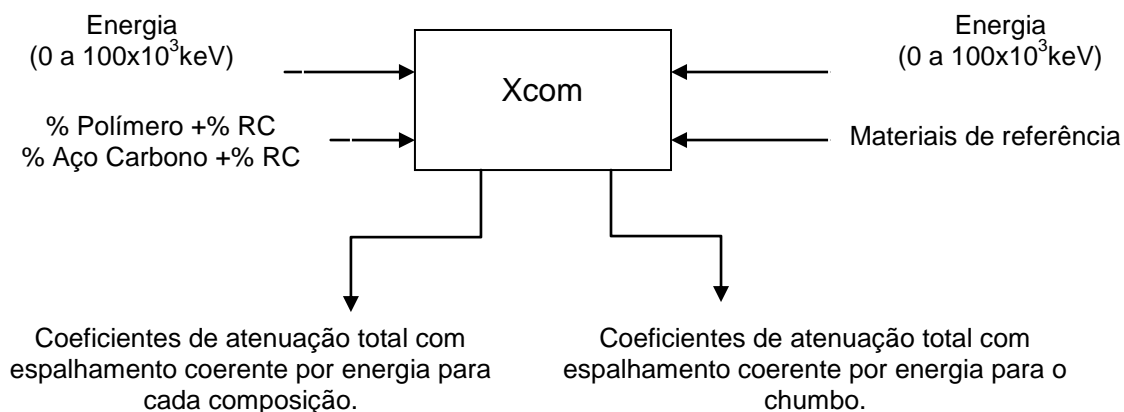 Energia
(0 a 100x10³keV)
% Polímero +% RC
% Aço Carbono +% RC
Xcom
Energia
(0 a 100x10³keV)
Materiais de referência
Coeficientes de atenuação total com
espalhamento coerente por energia para
cada composição.
Coeficientes de atenuação total com
espalhamento coerente por energia para o
chumbo.